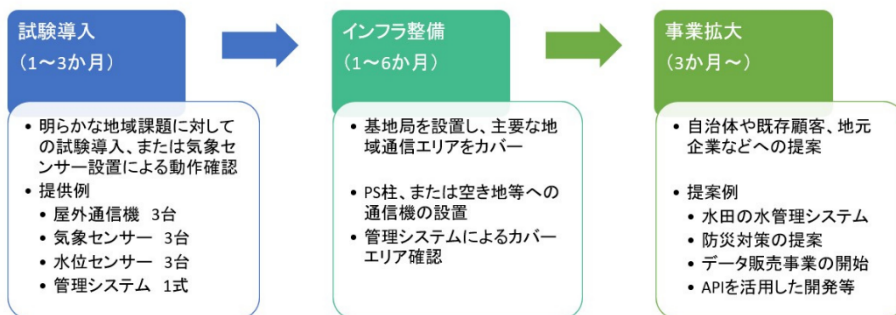 試験導入
（1～3か月）
• 明らかな地域課題に対して
の試験導入、または気象セ
ンサー設置による動作確認
• 提供例
• 屋外通信機 3台
• 気象センサー 3台
• 水位センサー 3台
• 管理システム 1式
インフラ整備
（1～6か月）
• 基地局を設置し、主要な地
域通信エリアをカバー
• PS柱、または空き地等への
通信機の設置
• 管理システムによるカバー
エリア確認
事業拡大
（3か月～）
• 自治体や既存顧客、地元
企業などへの提案
• 提案例
• 水田の水管理システム
• 防災対策の提案
• データ販売事業の開始
• APIを活用した開発等